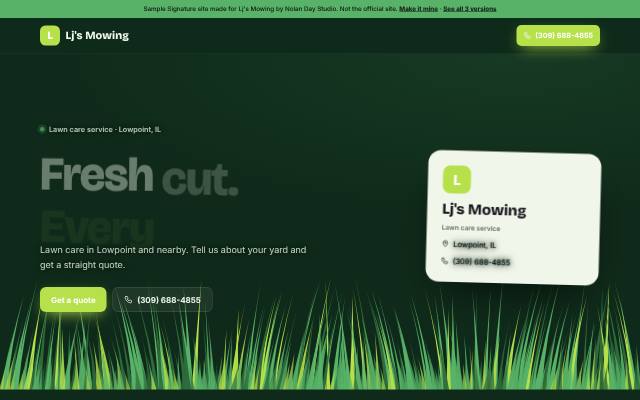 Sample Signature site made for Lj's Mowing by Nolan Day Studio. Not the official site. Make it mine · See all 3 versions
L Lj's Mowing
(309) 688-4855
Lawn care service · Lowpoint, IL
Fresh cut.
Every
Lawn care in Lowpoint and nearby. Tell us about your yard and
get a straight quote.
Get a quote
(309) 688-4855
L
Lj's Mowing
Lawn care service
Lowpoint, IL
(309) 688-4855